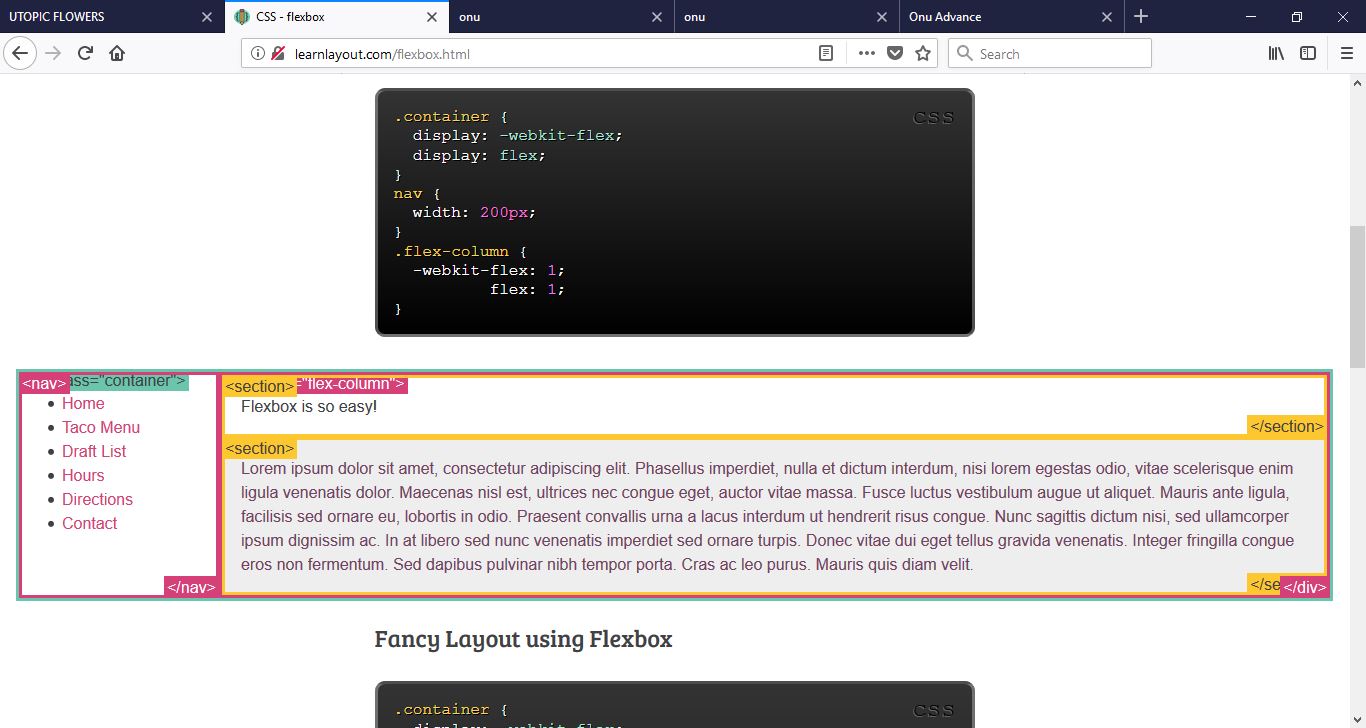 UTOPIC FLOWERS
CSS - flexbox
onu
onu
Onu Advance
learnlayout.com/flexbox.html
Search
CSS
.container {
  display: -webkit-flex;
  display: flex;
}
nav {
  width: 200px;
}
.flex-column {
  -webkit-flex: 1;
          flex: 1;
}
<nav>
ass="container">
Home
Taco Menu
Draft List
Hours
Directions
Contact
</nav>
<section>
="flex-column">
Flexbox is so easy!
</section>
<section>
Lorem ipsum dolor sit amet, consectetur adipiscing elit. Phasellus imperdiet, nulla et dictum interdum, nisi lorem egestas odio, vitae scelerisque enim
ligula venenatis dolor. Maecenas nisl est, ultrices nec congue eget, auctor vitae massa. Fusce luctus vestibulum augue ut aliquet. Mauris ante ligula,
facilisis sed ornare eu, lobortis in odio. Praesent convallis urna a lacus interdum ut hendrerit risus congue. Nunc sagittis dictum nisi, sed ullamcorper
ipsum dignissim ac. In at libero sed nunc venenatis imperdiet sed ornare turpis. Donec vitae dui eget tellus gravida venenatis. Integer fringilla congue
eros non fermentum. Sed dapibus pulvinar nibh tempor porta. Cras ac leo purus. Mauris quis diam velit.
</se
</div>
Fancy Layout using Flexbox
CSS
.container {
  display: -webkit-flex;